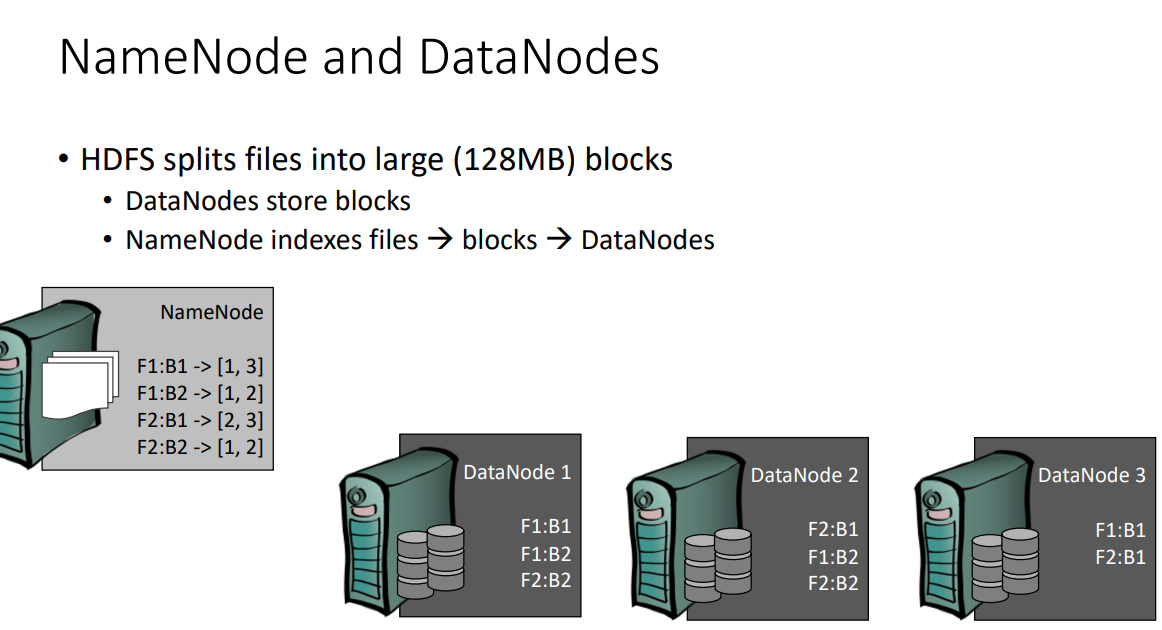 NameNode and DataNodes
• HDFS splits files into large (128MB) blocks
• DataNodes store blocks
• NameNode indexes files → blocks → DataNodes
NameNode
F1:B1 -> [1, 3]
F1:B2 -> [1, 2]
F2:B1 -> [2, 3]
F2:B2 -> [1, 2]
DataNode 1
F1:B1
F1:B2
F2:B2
DataNode 2
F2:B1
F1:B2
F2:B2
DataNode 3
F1:B1
F2:B1